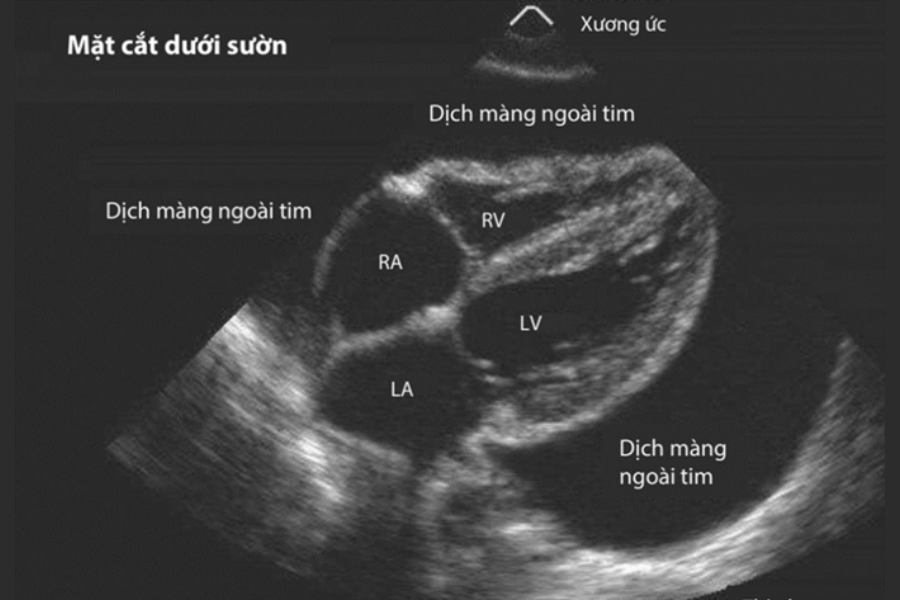 Mặt cắt dưới sườn
Xương ức
Dịch màng ngoài tim
Dịch màng ngoài tim
RV
RA
LV
LA
Dịch màng
ngoài tim